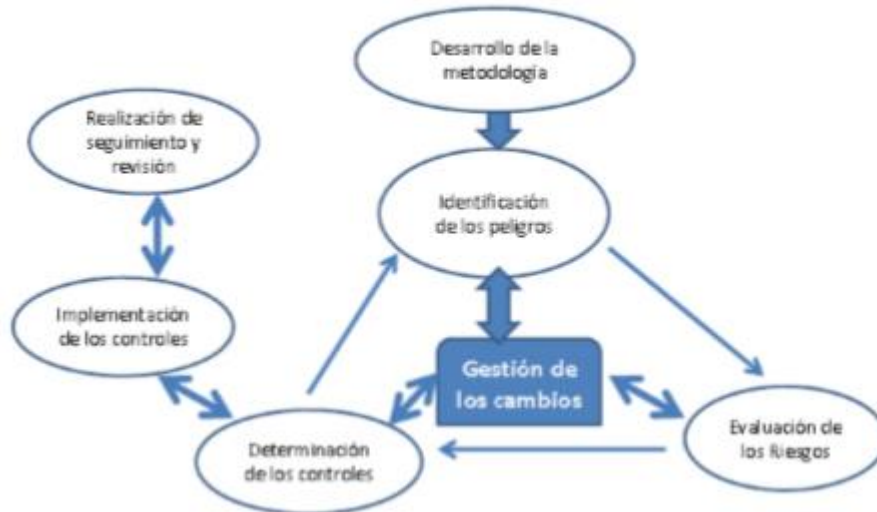 Desarrollo de la
metodología
Realización de
seguimiento y
revisión
Identificación
de los peligros
Implementación
de los controles
Gestión de
los cambios
Determinación
de los controles
Evaluación de
los Riesgos